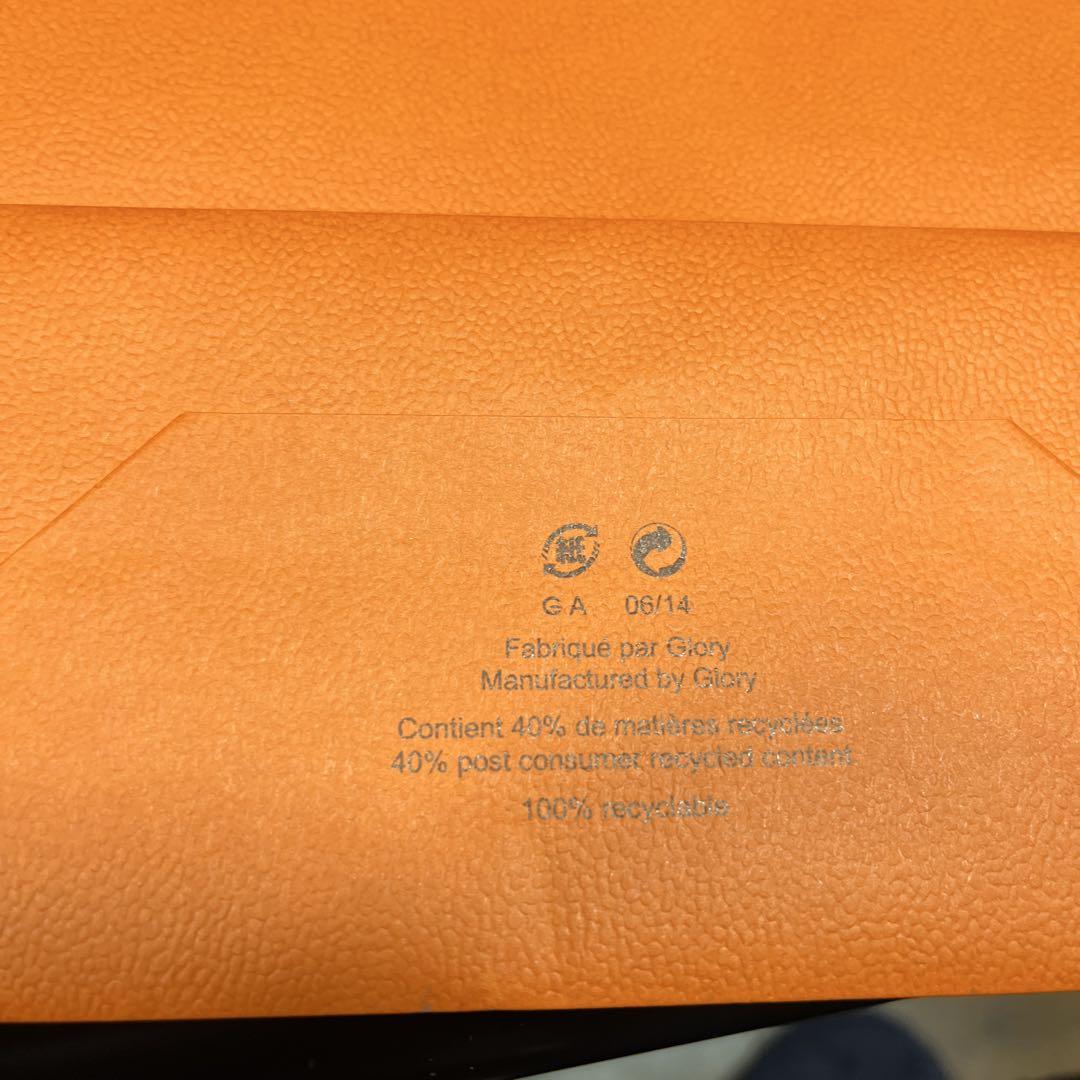 紙
G A 06/14
Fabriqué par Glory
Manufactured by Glory
Contient 40% de matières recyclées
40% post consumer recycled content
100% recyclable